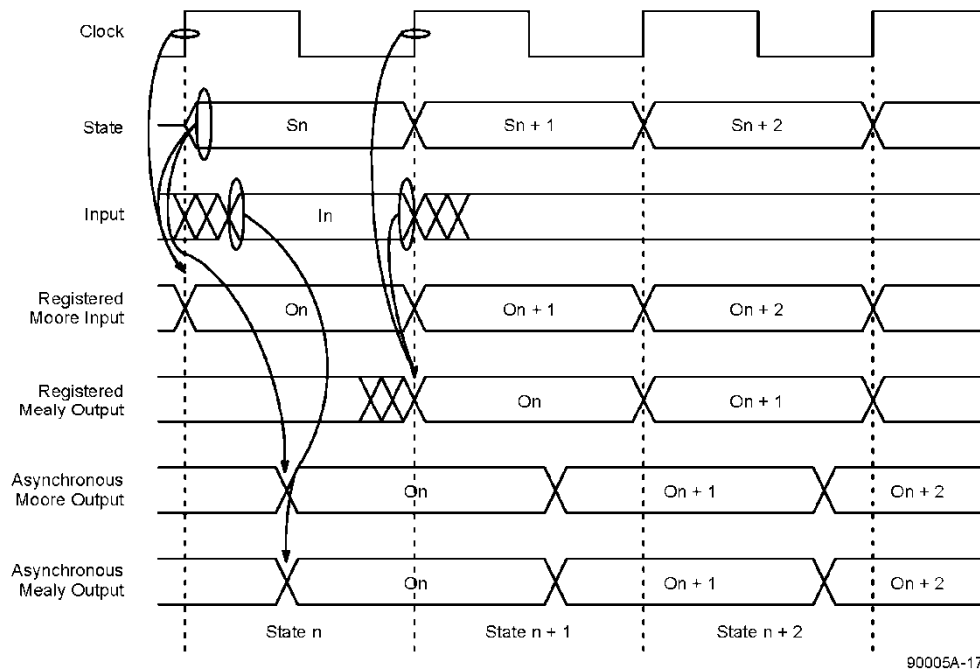 Clock
State
Sn
Sn + 1
Sn + 2
Input
In
Registered
Moore Input
On
On + 1
On + 2
Registered
Mealy Output
On
On + 1
Asynchronous
Moore Output
On
On + 1
On + 2
Asynchronous
Mealy Output
On
On + 1
On + 2
State n
State n + 1
State n + 2
90005A-17